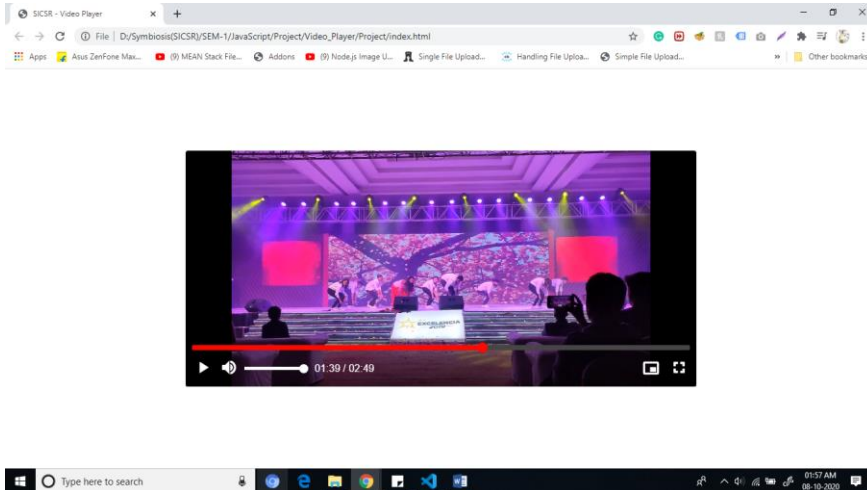 SICSR - Video Player
File | D:/Symbiosis(SICSR)/SEM-1/JavaScript/Project/Video_Player/Project/index.html
Apps Asus ZenFone Max... (9) MEAN Stack File... Addons (9) Node.js Image U... Single File Upload... Handling File Uploa... Simple File Upload... » Other bookmarks
EXCELANCIA
01:39 / 02:49
Type here to search
01:57 AM
08-10-2020